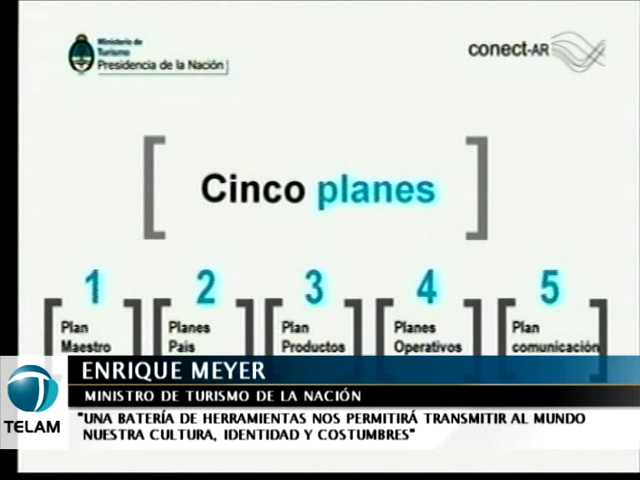 Ministerio de
Turismo
Presidencia de la Nación
conect-AR
Cinco planes
1
2
3
4
5
Plan
Maestro
Planes
País
Plan
Productos
Planes
Operativos
Plan
comunicación
ENRIQUE MEYER
MINISTRO DE TURISMO DE LA NACIÓN
"UNA BATERÍA DE HERRAMIENTAS NOS PERMITIRÁ TRANSMITIR AL MUNDO
NUESTRA CULTURA, IDENTIDAD Y COSTUMBRES"
TELAM